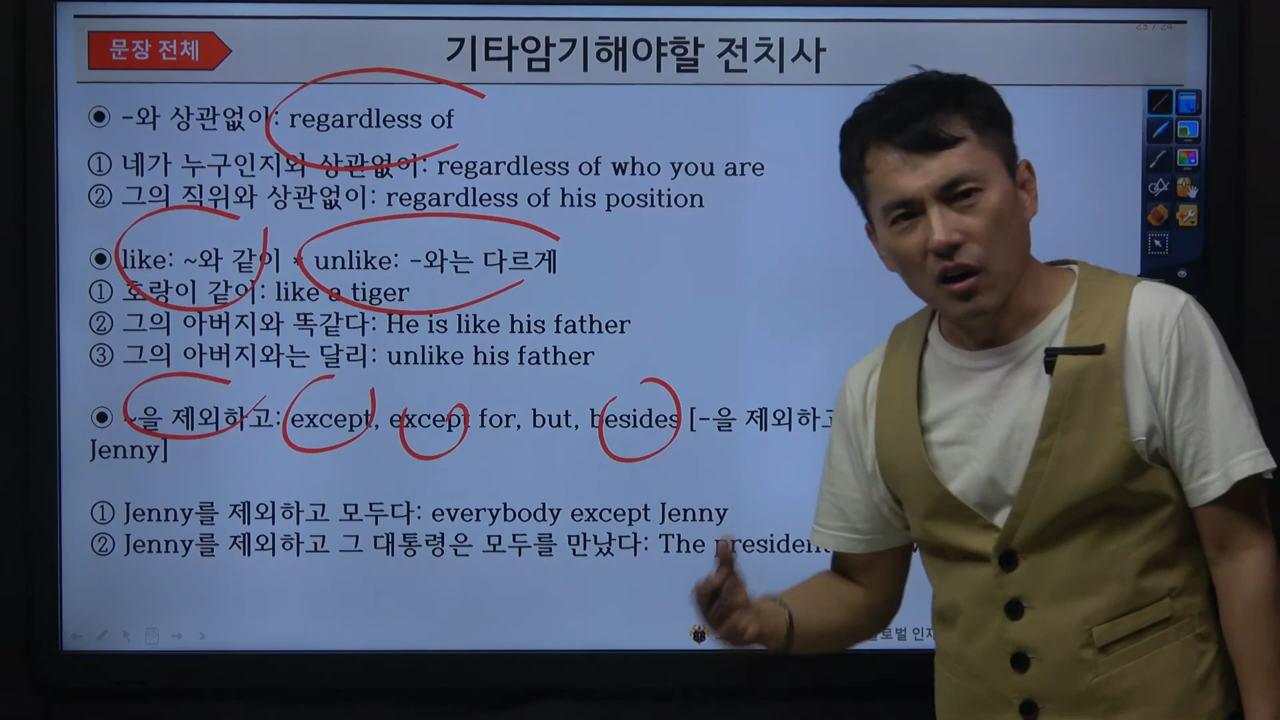 문장 전체
기타암기해야할 전치사
◉ -와 상관없이: regardless of
① 네가 누구인지와 상관없이: regardless of who you are
② 그의 직위와 상관없이: regardless of his position
◉ like: ~와 같이 * unlike: -와는 다르게
① 호랑이 같이: like a tiger
② 그의 아버지와 똑같다: He is like his father
③ 그의 아버지와는 달리: unlike his father
◉ ~을 제외하고: except, except for, but, besides [-을 제외하고
Jenny]
① Jenny를 제외하고 모두다: everybody except Jenny
② Jenny를 제외하고 그 대통령은 모두를 만났다: The president